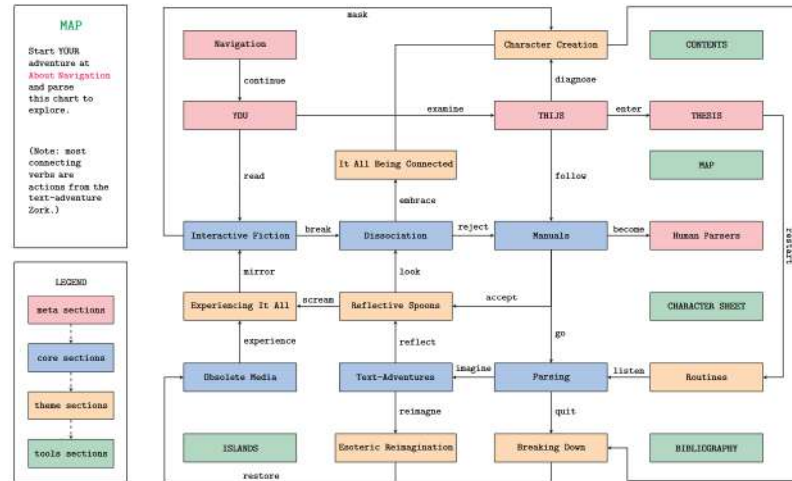 MAP
Start YOUR
adventure at
About Navigation
and parse
this chart to
explore.
(Note: most
connecting
verbs are
actions from the
text-adventure
Zork.)
LEGEND
meta sections
core sections
theme sections
tools sections
mask
Navigation
Character Creation
CONTENTS
continue
diagnose
YOU
examine
THIJS
enter
THESIS
It All Being Connected
MAP
read
embrace
follow
Interactive Fiction
break
Dissociation
reject
Manuals
become
Human Parsers
resist
mirror
look
Experiencing It All
scream
Reflective Spoons
accept
CHARACTER SHEET
experience
reflect
go
Obsolete Media
Text-Adventures
imagine
Parsing
listen
Routines
reimagne
quit
ISLANDS
Esoteric Reimagination
Breaking Down
BIBLIOGRAPHY
restore